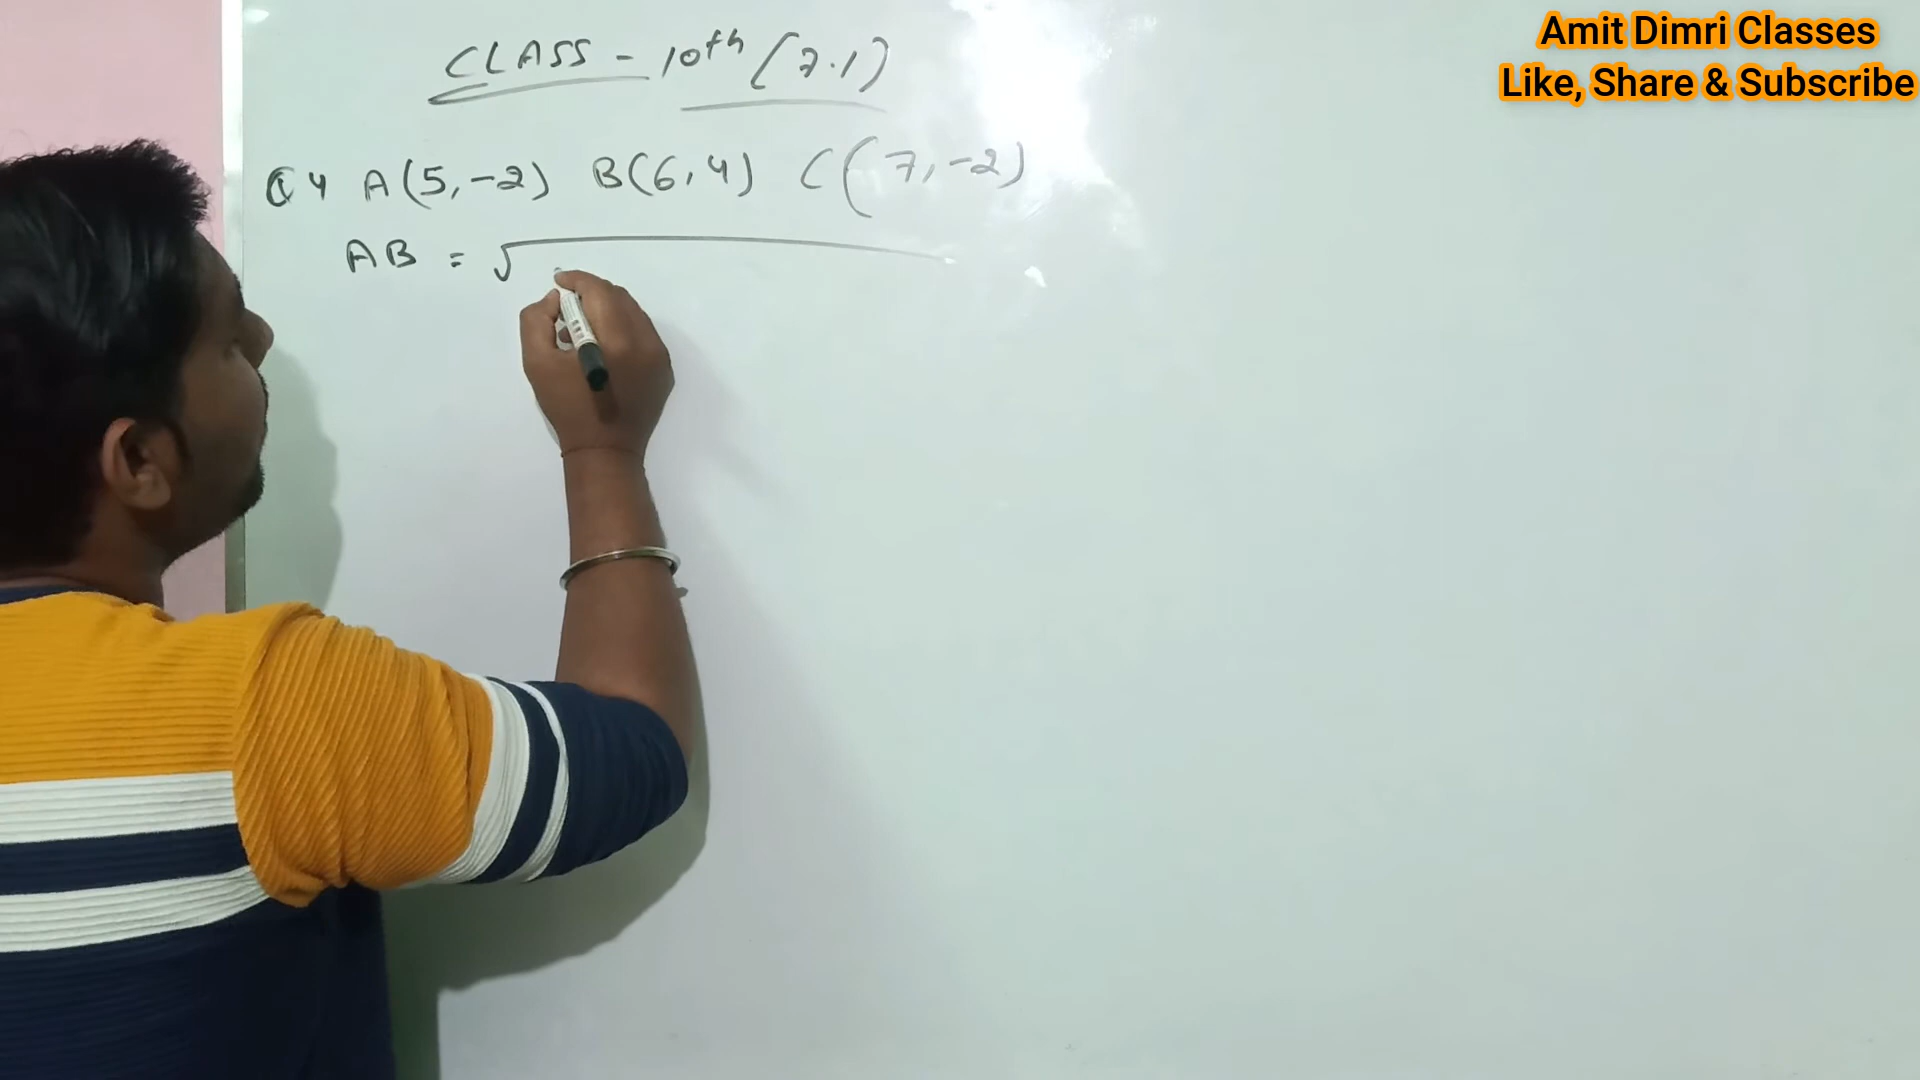 CLASS - 10th (7.1)
Q4 A(5,-2) B(6,4) C(7,-2)
AB = √
Amit Dimri Classes
Like, Share & Subscribe